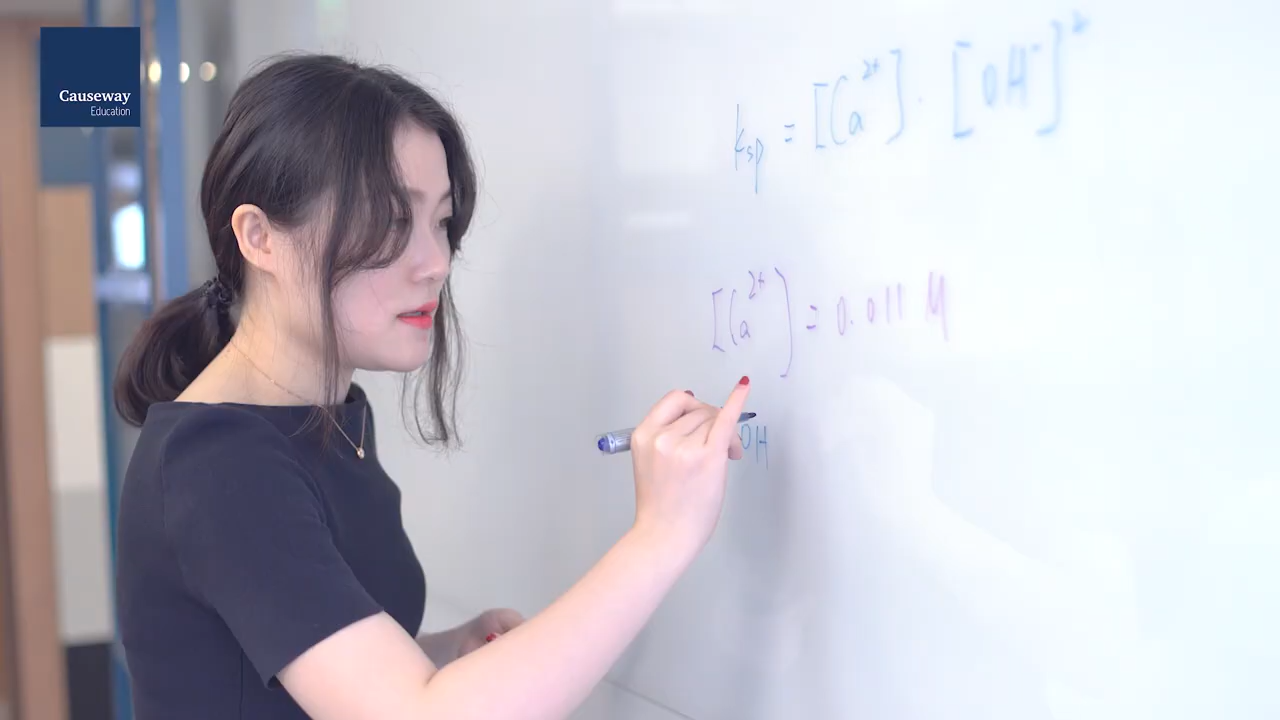 Causeway
Education
Ksp = [Ca²⁺] · [OH⁻]²
[Ca²⁺] = 0.011 M
OH